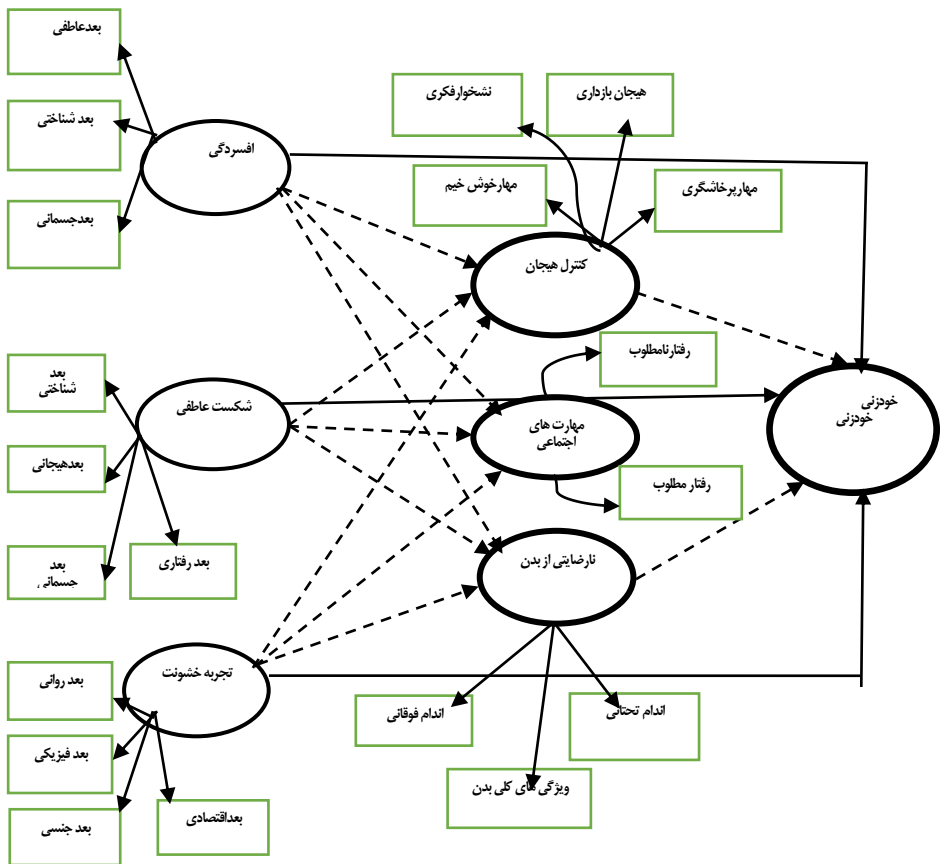 بعدعاطفی
بعد شناختی
بعدجسمانی
افسردگی
نشخوارفکری
هیجان بازداری
مهارخوش خیم
مهارپرخاشگری
کنترل هیجان
بعد
شناختی
بعدهیجانی
بعد
جسمانی
بعد رفتاری
شکست عاطفی
رفتارنامطلوب
مهارت های
اجتماعی
رفتار مطلوب
خودزنی
خودزنی
نارضایتی از بدن
تجربه خشونت
بعد روانی
بعد فیزیکی
بعد جنسی
بعداقتصادی
اندام فوقانی
اندام تحتانی
ویژگی های کلی بدن